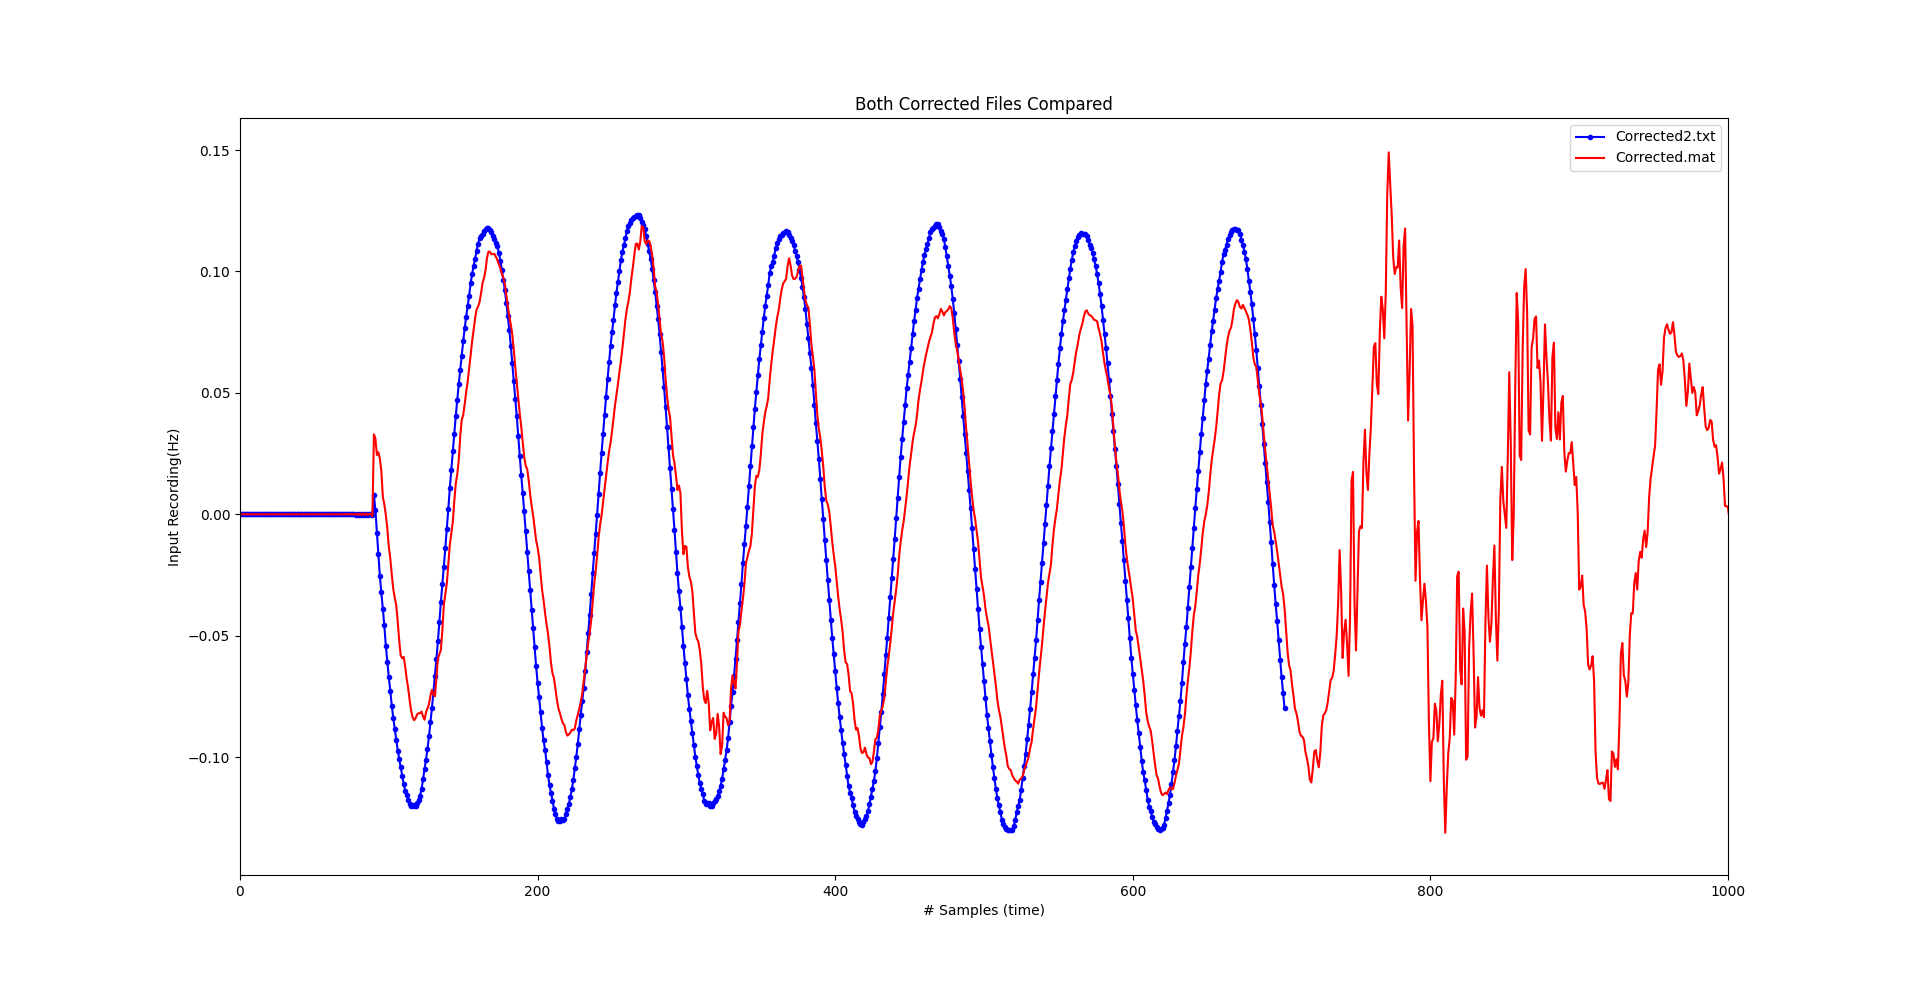 Both Corrected Files Compared
Corrected2.txt
Corrected.mat
Input Recording(Hz)
0.15
0.10
0.05
0.00
−0.05
−0.10
0 200 400 600 800 1000
# Samples (time)